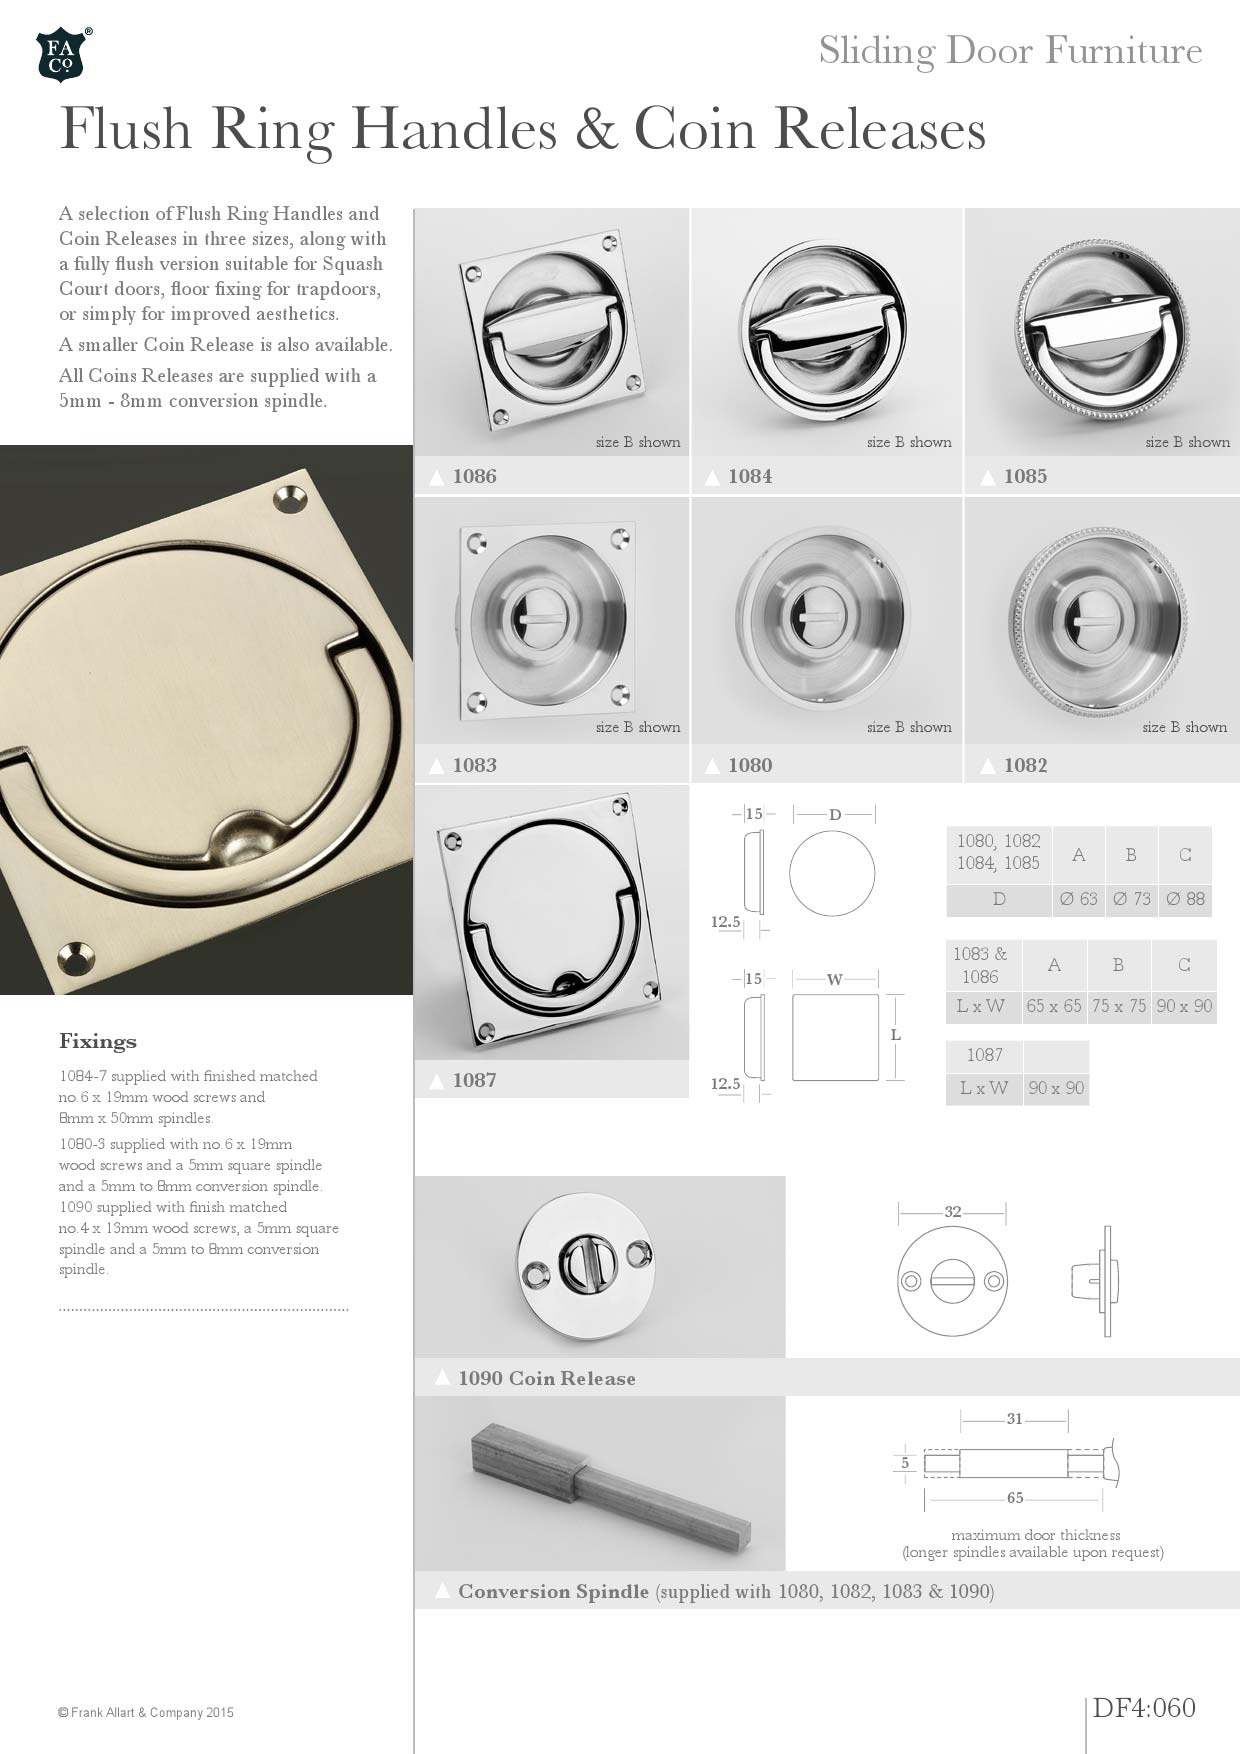 FA
Co.
®
Sliding Door Furniture
Flush Ring Handles & Coin Releases
A selection of Flush Ring Handles and
Coin Releases in three sizes, along with
a fully flush version suitable for Squash
Court doors, floor fixing for trapdoors,
or simply for improved aesthetics.
A smaller Coin Release is also available.
All Coins Releases are supplied with a
5mm - 8mm conversion spindle.
size B shown
size B shown
size B shown
1086
1084
1085
size B shown
size B shown
size B shown
1083
1080
1082
1087
15
D
12.5
15
W
L
12.5
1080, 1082
1084, 1085
A B C
D Ø 63 Ø 73 Ø 88
1083 &
1086
A B C
L x W 65 x 65 75 x 75 90 x 90
1087
L x W 90 x 90
Fixings
1084-7 supplied with finished matched
no.6 x 19mm wood screws and
8mm x 50mm spindles.
1080-3 supplied with no.6 x 19mm
wood screws and a 5mm square spindle
and a 5mm to 8mm conversion spindle.
1090 supplied with finish matched
no.4 x 13mm wood screws, a 5mm square
spindle and a 5mm to 8mm conversion
spindle.
32
1090 Coin Release
31
5
65
maximum door thickness
(longer spindles available upon request)
Conversion Spindle (supplied with 1080, 1082, 1083 & 1090)
© Frank Allart & Company 2015
DF4:060